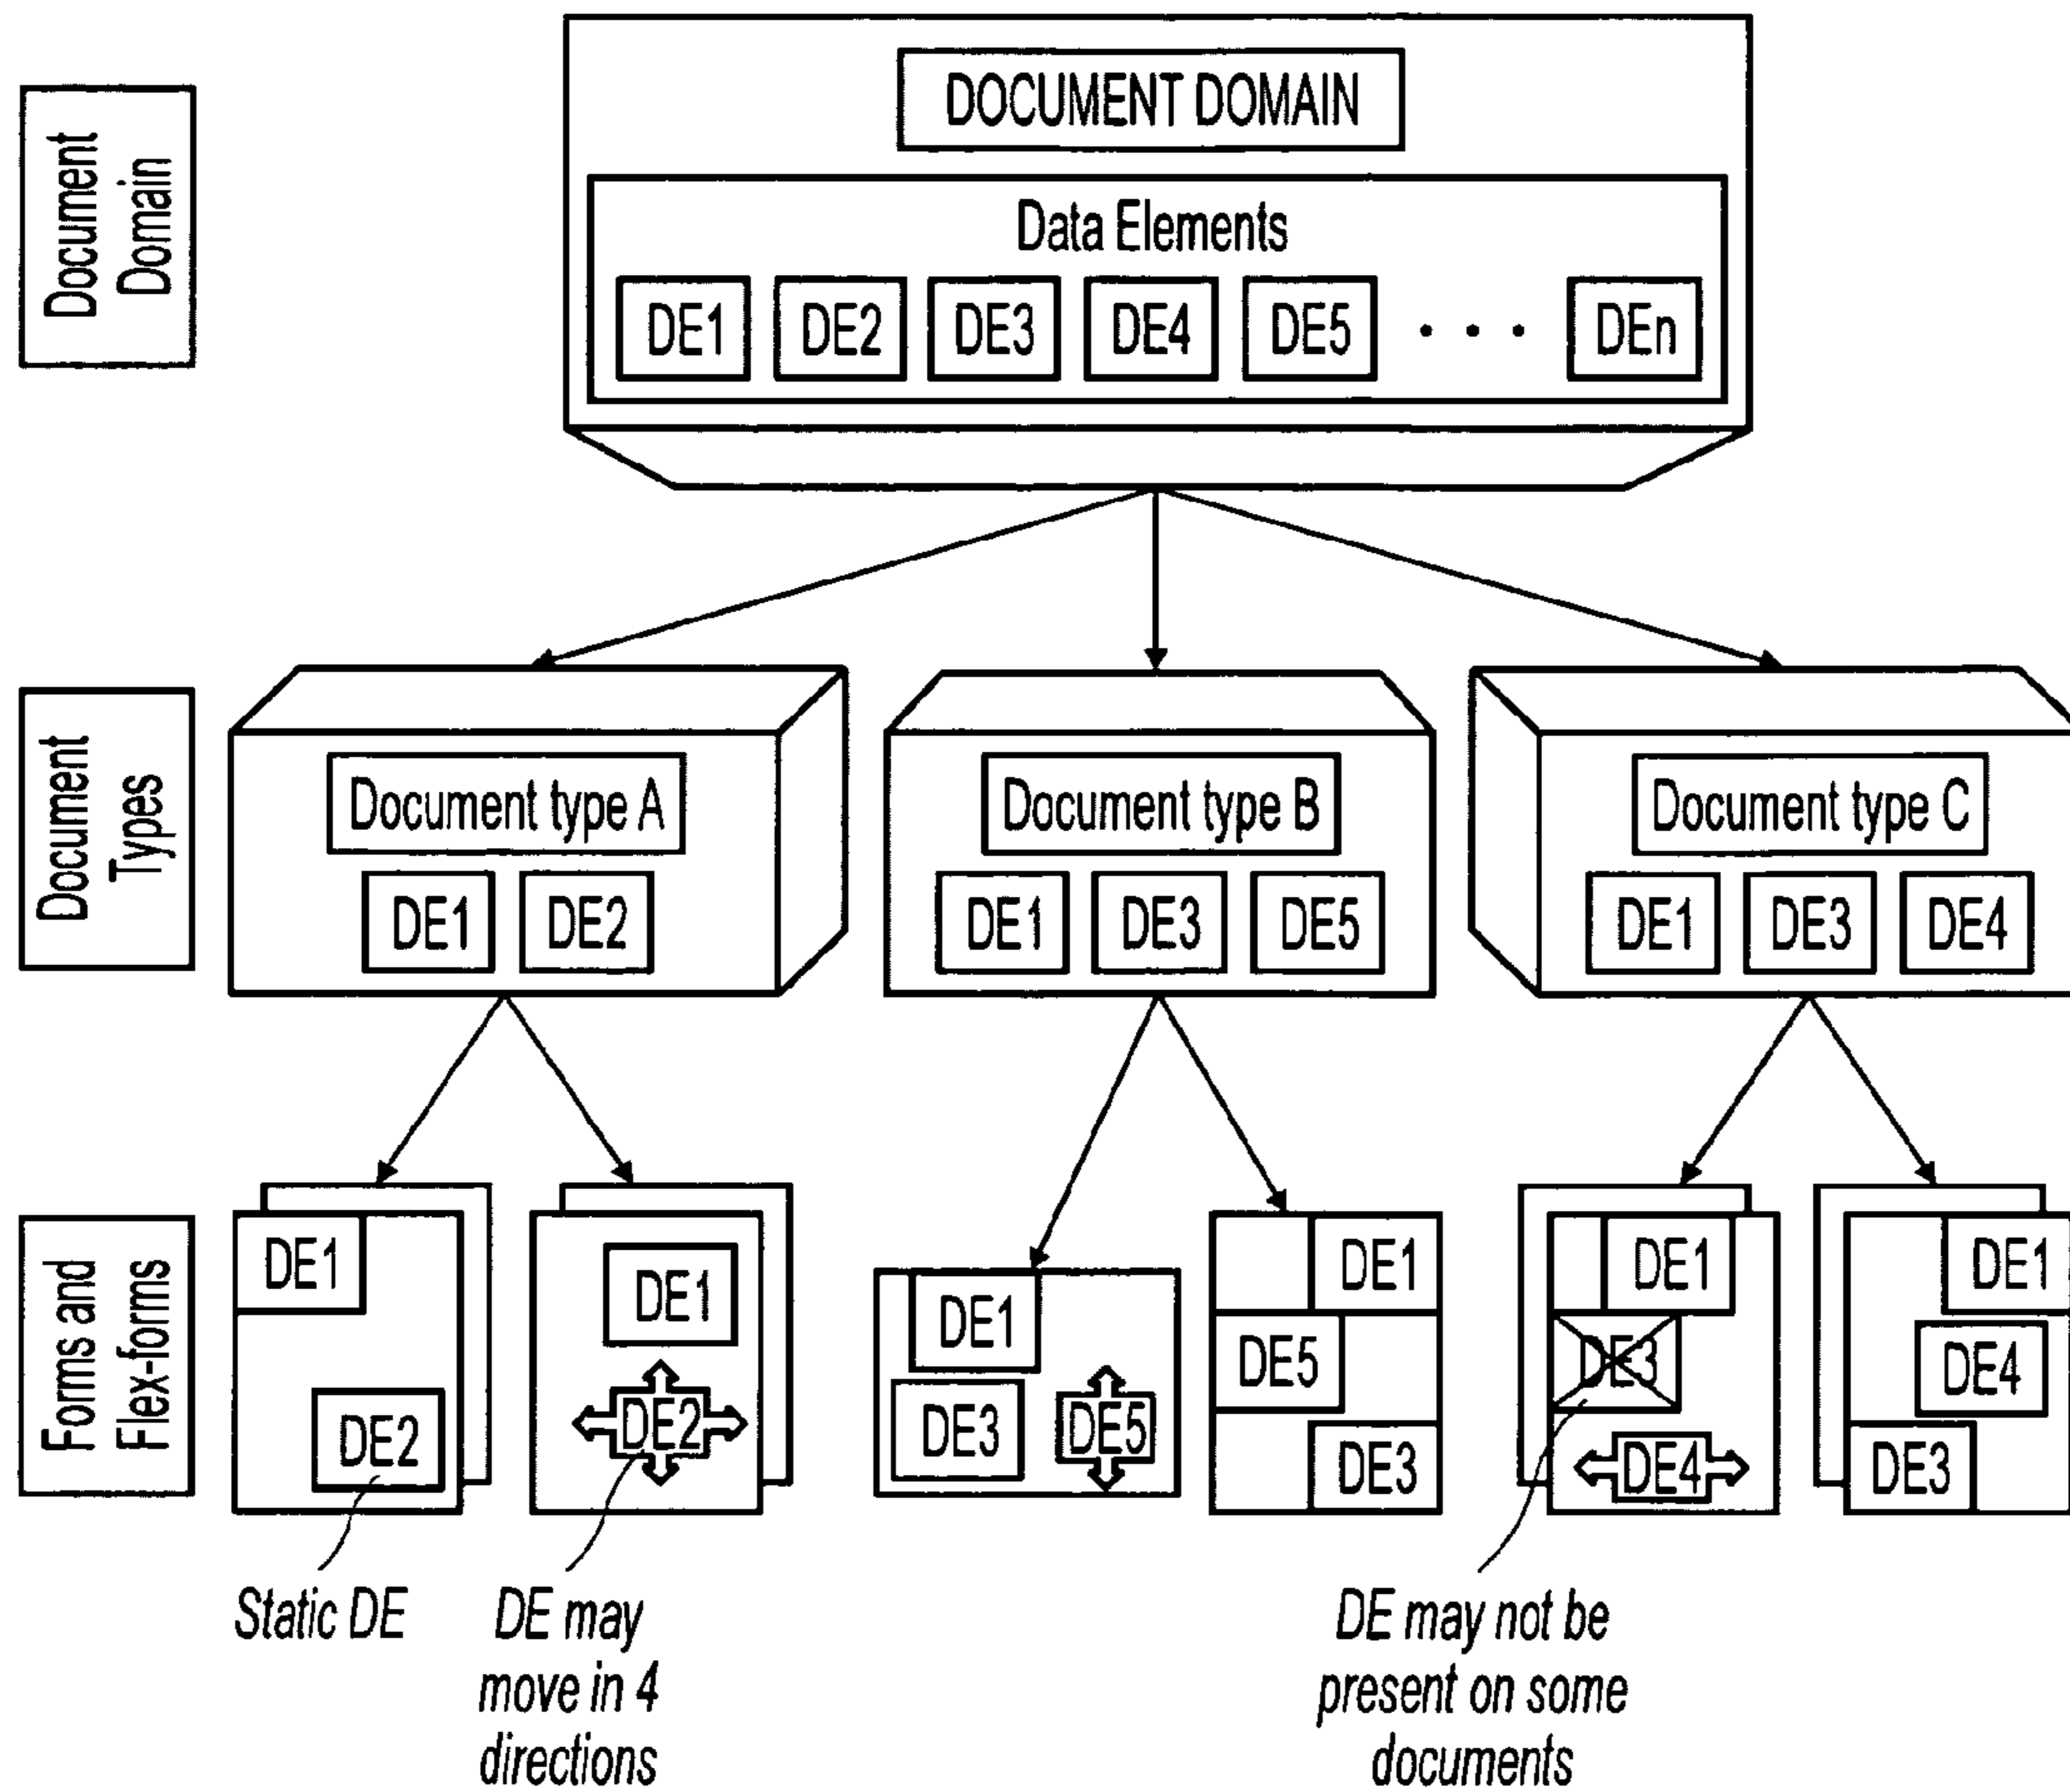 Document
Domain
DOCUMENT DOMAIN
Data Elements
DE1 DE2 DE3 DE4 DE5 . . . DEn
Document
Types
Document type A
DE1 DE2
Document type B
DE1 DE3 DE5
Document type C
DE1 DE3 DE4
Forms and
Flex-forms
DE1
DE2
DE1
DE2
DE1
DE3
DE5
DE1
DE5
DE3
DE1
DE3
DE4
DE1
DE4
DE3
Static DE
DE may
move in 4
directions
DE may not be
present on some
documents